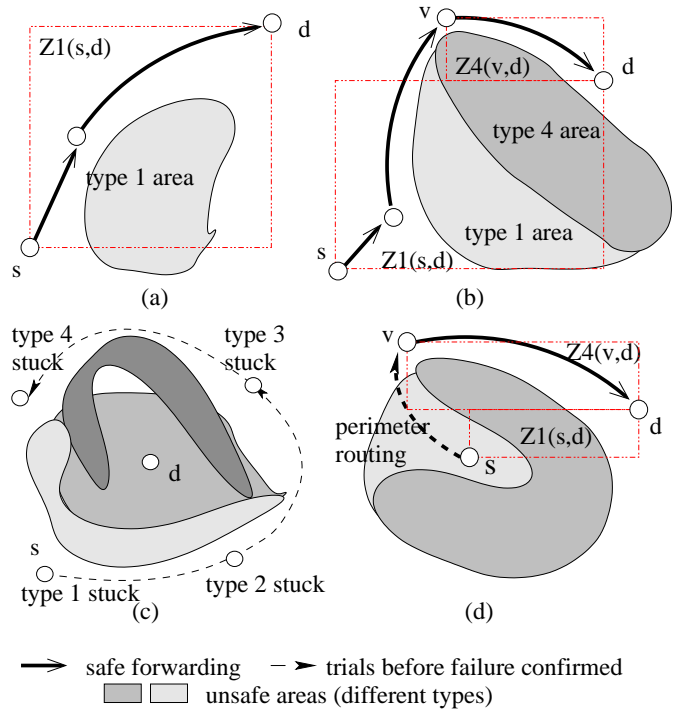 Z1(s,d)
d
type 1 area
s
(a)
v
Z4(v,d)
d
type 4 area
type 1 area
s
Z1(s,d)
(b)
type 4
stuck
type 3
stuck
d
s
type 1 stuck
type 2 stuck
(c)
v
Z4(v,d)
d
Z1(s,d)
perimeter
routing
s
(d)
safe forwarding
trials before failure confirmed
unsafe areas (different types)